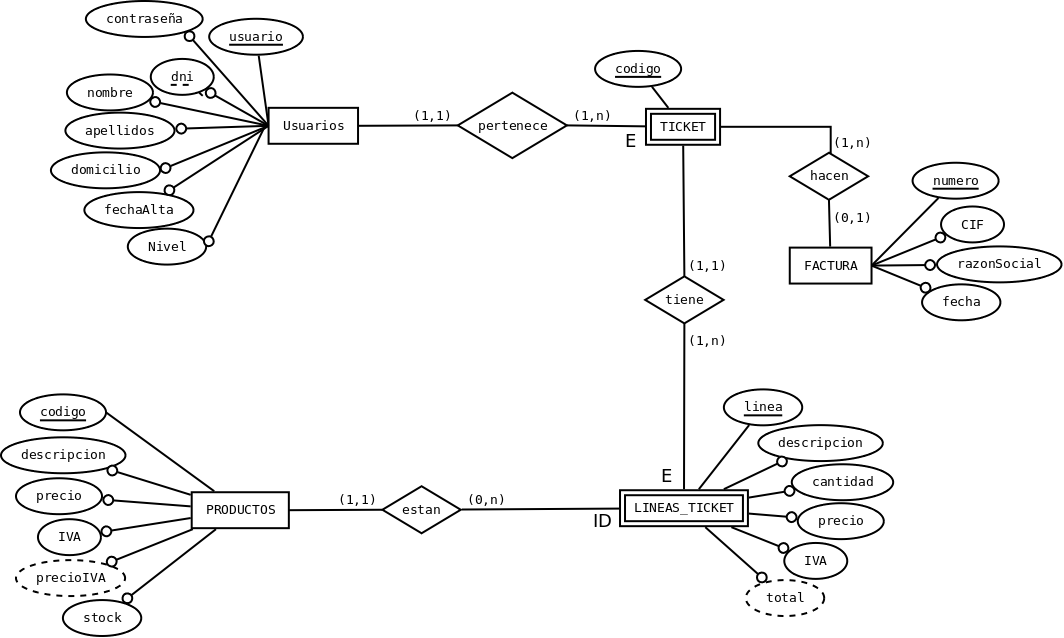 contraseña
usuario
dni
nombre
apellidos
domicilio
fechaAlta
Nivel
Usuarios
(1,1)
pertenece
(1,n)
codigo
TICKET
E
(1,n)
hacen
(0,1)
FACTURA
numero
CIF
razonSocial
fecha
(1,1)
tiene
(1,n)
codigo
descripcion
precio
IVA
precioIVA
stock
PRODUCTOS
(1,1)
estan
(0,n)
E
ID
LINEAS_TICKET
linea
descripcion
cantidad
precio
IVA
total